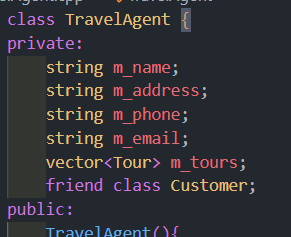 class TravelAgent {
private:
    string m_name;
    string m_address;
    string m_phone;
    string m_email;
    vector<Tour> m_tours;
    friend class Customer;
public:
    TravelAgent(){